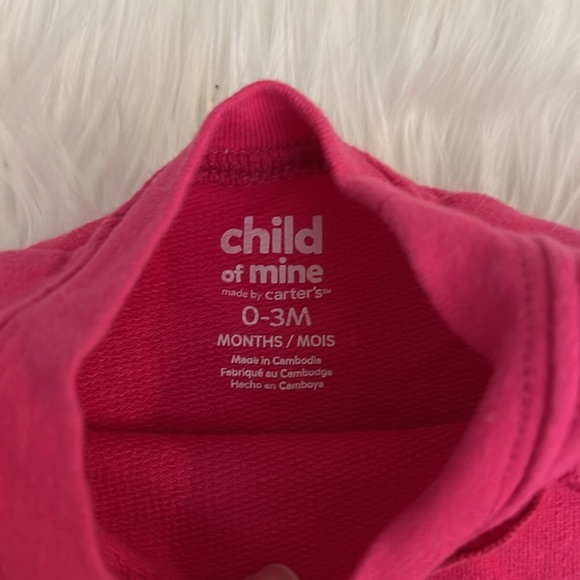 child
of mine
made by carter's™
0-3M
MONTHS / MOIS
Made in Cambodia
Fabriqué au Cambodge
Hecho en Camboya